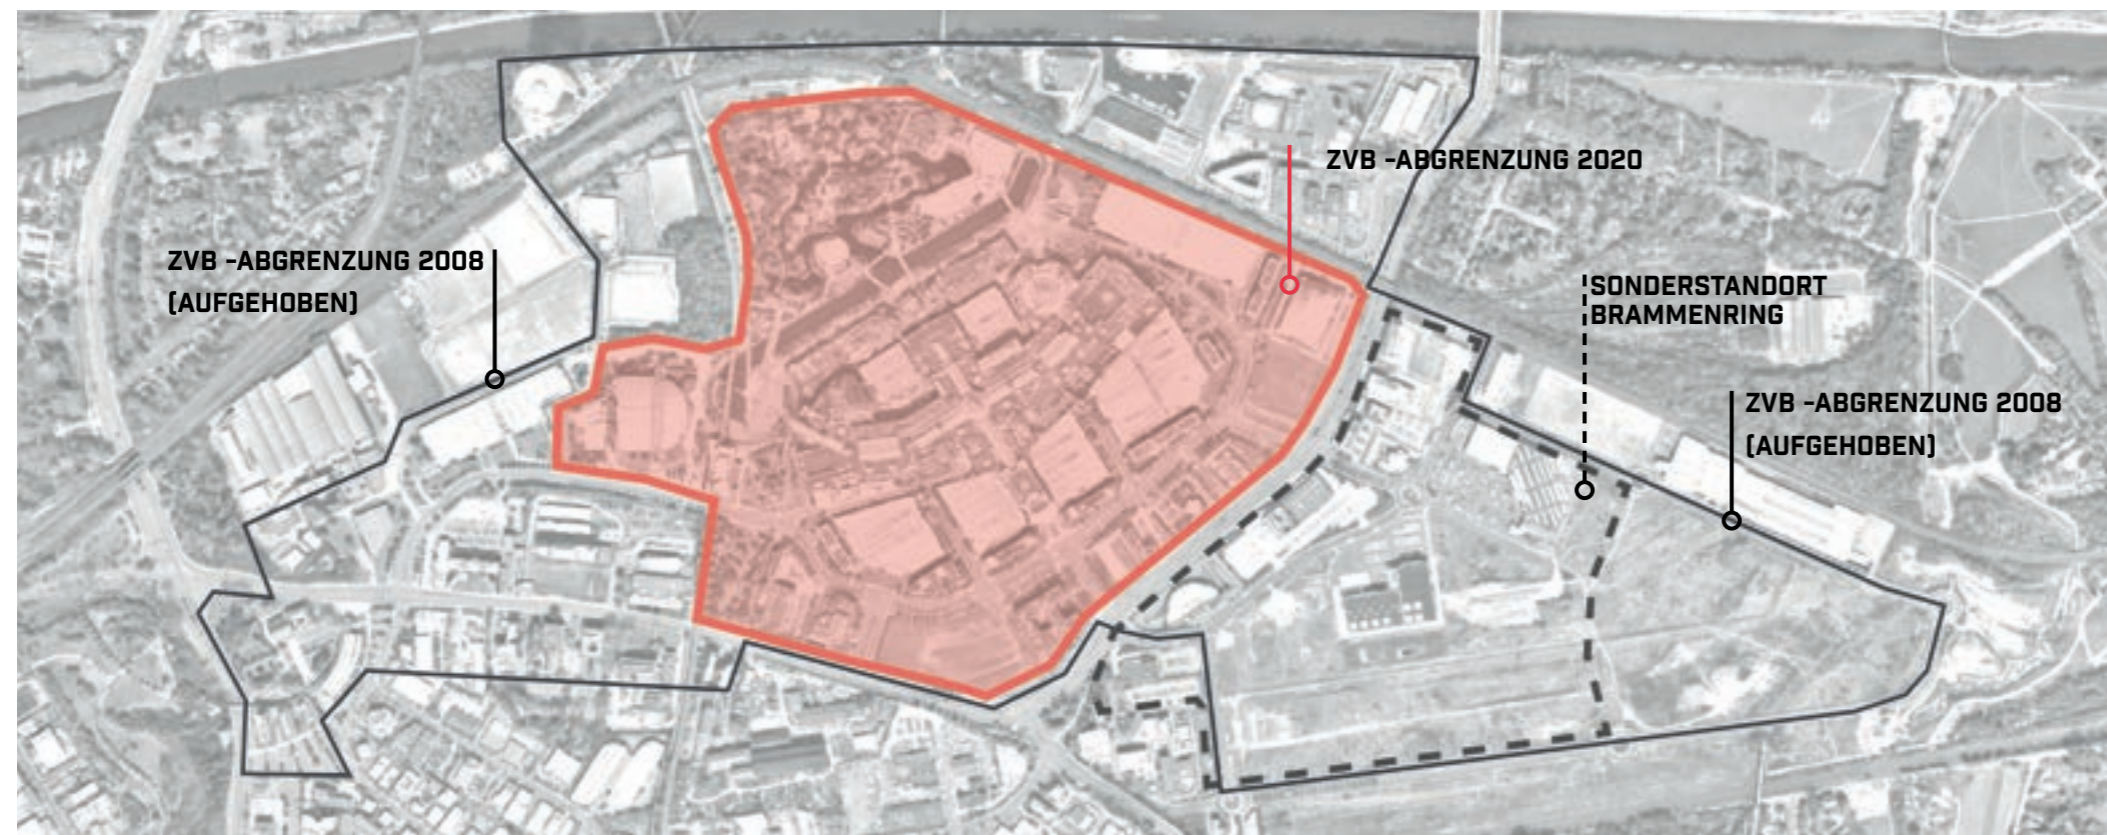 ZVB -ABGRENZUNG 2020
ZVB -ABGRENZUNG 2008
(AUFGEHOBEN)
SONDERSTANDORT
BRAMMENRING
ZVB -ABGRENZUNG 2008
(AUFGEHOBEN)